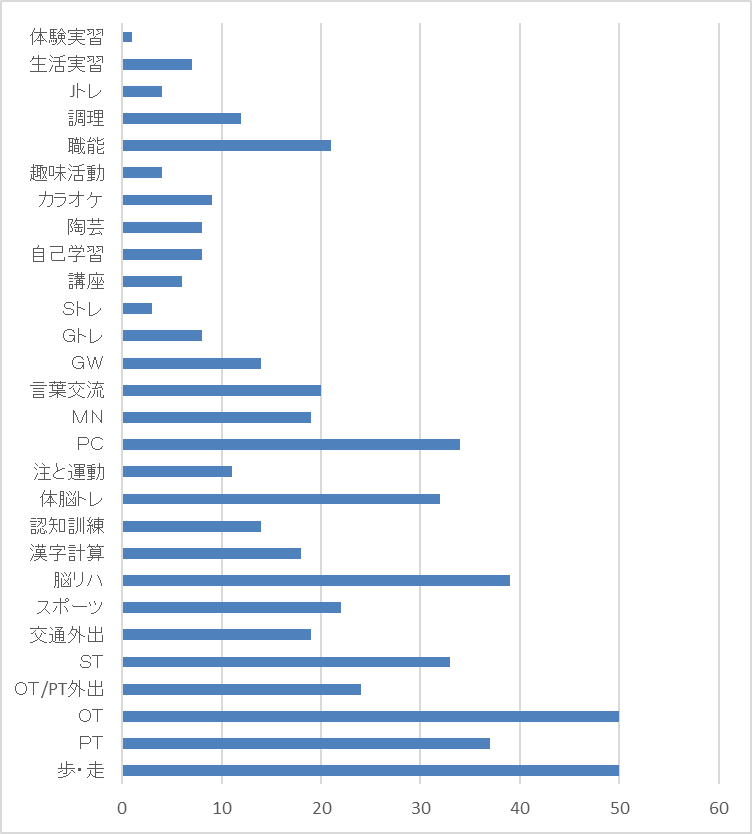 体験実習
生活実習
Jトレ
調理
職能
趣味活動
カラオケ
陶芸
自己学習
講座
Sトレ
Gトレ
GW
言葉交流
MN
PC
注と運動
体脳トレ
認知訓練
漢字計算
脳リハ
スポーツ
交通外出
ST
OT/PT外出
OT
PT
歩・走
0 10 20 30 40 50 60